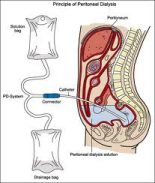 Principle of Peritoneal Dialysis
Solution
bag
Peritoneum
PD-System
Catheter
Connector
Peritoneal dialysis solution
Drainage bag